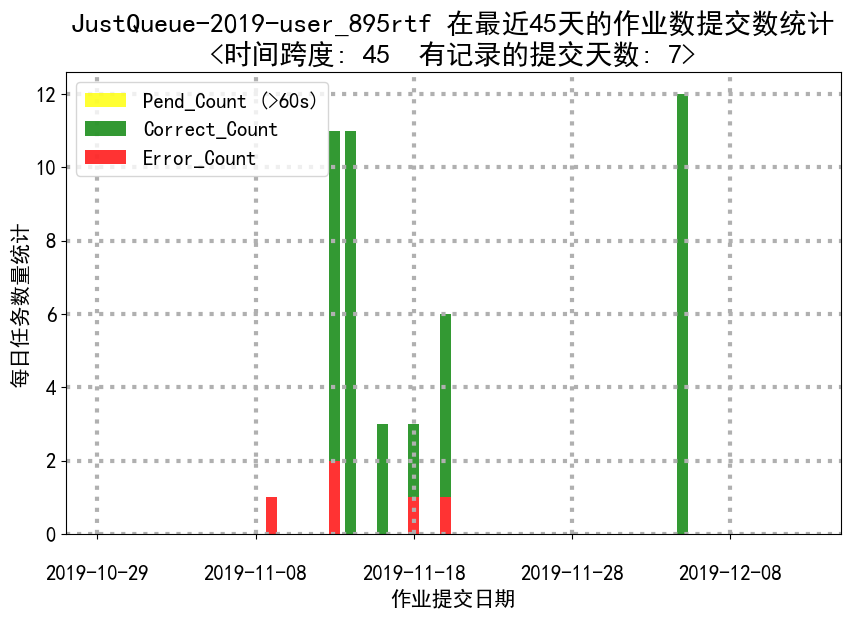 JustQueue-2019-user_895rtf 在最近45天的作业数提交数统计
<时间跨度: 45  有记录的提交天数: 7>
Pend_Count (>60s)
Correct_Count
Error_Count
每日任务数量统计
12
10
8
6
4
2
0
2019-10-29
2019-11-08
2019-11-18
2019-11-28
2019-12-08
作业提交日期